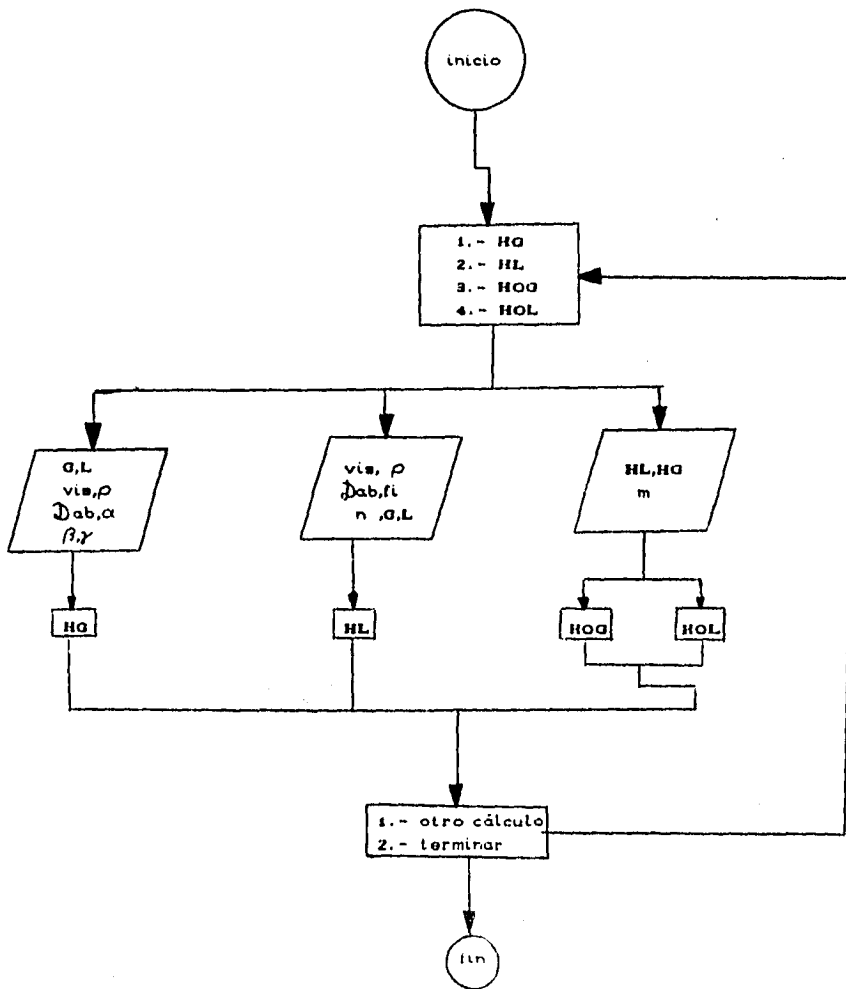 inicio
1.- HG
2.- HL
3.- HOG
4.- HOL
G,L
vis,ρ
Dab,α
β,γ
vis, ρ
Dab,fi
n ,G,L
HL,HG
m
HG
HL
HOG
HOL
1.- otro cálculo
2.- terminar
fin